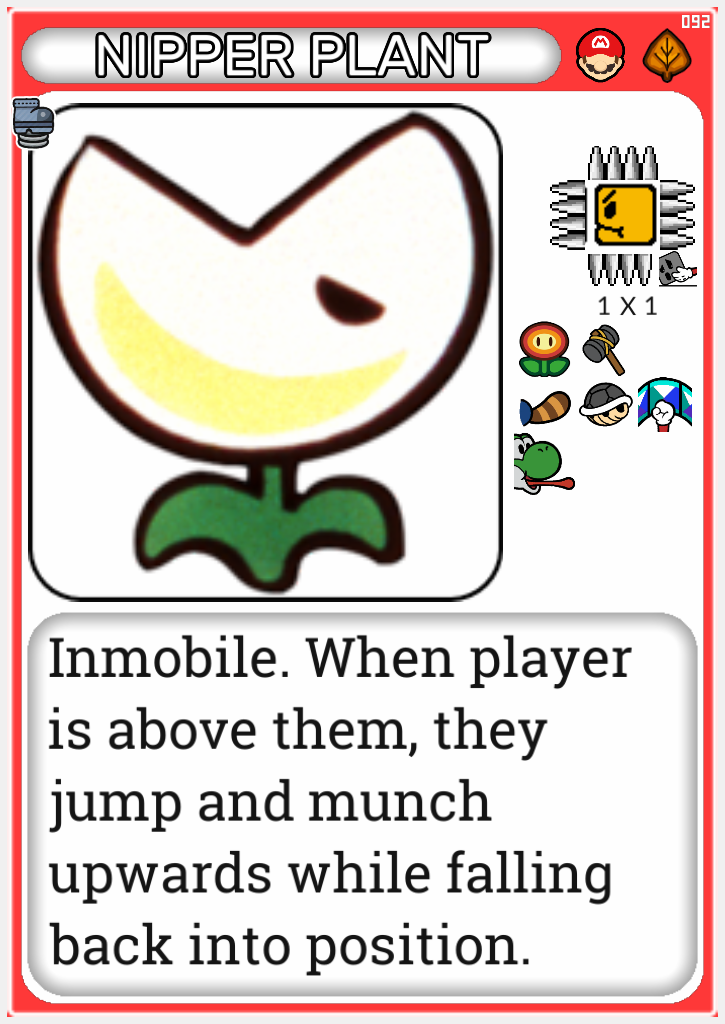 092
NIPPER PLANT
1 X 1
Inmobile. When player
is above them, they
jump and munch
upwards while falling
back into position.